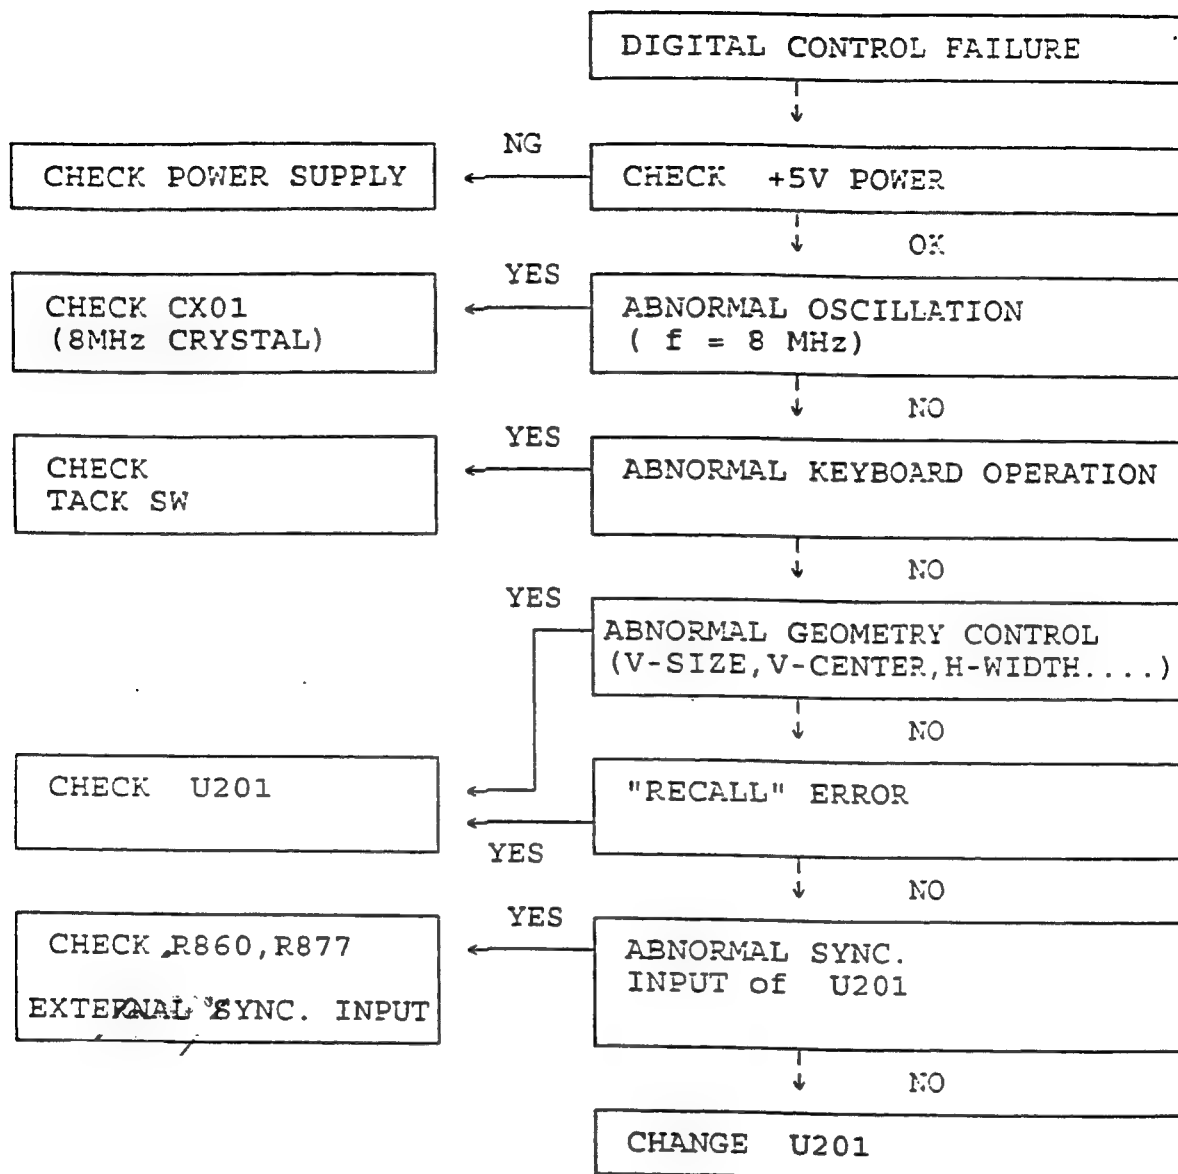 DIGITAL CONTROL FAILURE
NG
CHECK POWER SUPPLY
CHECK +5V POWER
OK
YES
CHECK CX01
(8MHz CRYSTAL)
ABNORMAL OSCILLATION
( f = 8 MHz)
NO
YES
CHECK
TACK SW
ABNORMAL KEYBOARD OPERATION
NO
YES
ABNORMAL GEOMETRY CONTROL
(V-SIZE,V-CENTER,H-WIDTH....)
NO
CHECK U201
"RECALL" ERROR
YES
NO
YES
CHECK R860,R877
EXTERNAL SYNC. INPUT
ABNORMAL SYNC.
INPUT of U201
NO
CHANGE U201